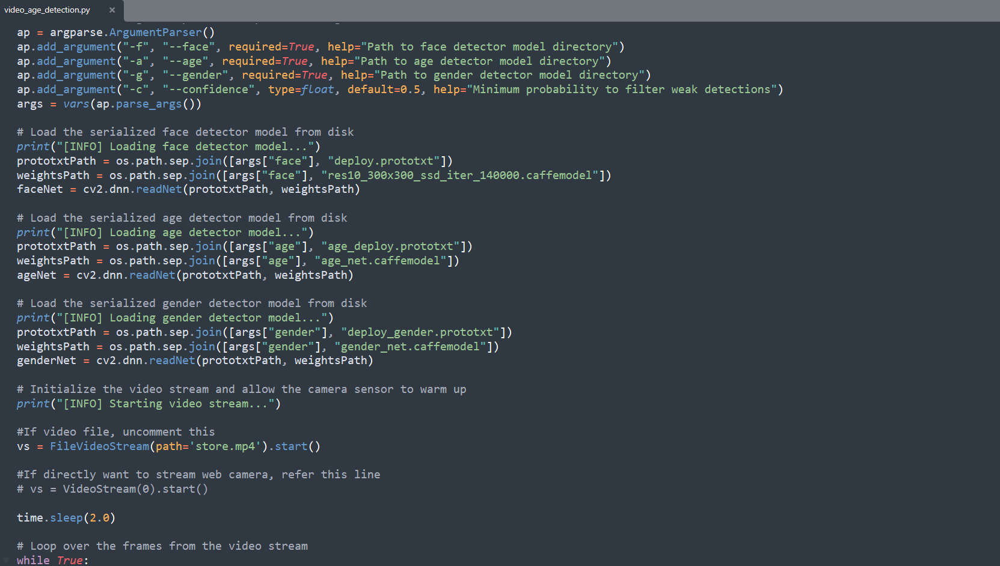 video_age_detection.py ×
ap = argparse.ArgumentParser()
ap.add_argument("-f", "--face", required=True, help="Path to face detector model directory")
ap.add_argument("-a", "--age", required=True, help="Path to age detector model directory")
ap.add_argument("-g", "--gender", required=True, help="Path to gender detector model directory")
ap.add_argument("-c", "--confidence", type=float, default=0.5, help="Minimum probability to filter weak detections")
args = vars(ap.parse_args())
# Load the serialized face detector model from disk
print("[INFO] Loading face detector model...")
prototxtPath = os.path.sep.join([args["face"], "deploy.prototxt"])
weightsPath = os.path.sep.join([args["face"], "res10_300x300_ssd_iter_140000.caffemodel"])
faceNet = cv2.dnn.readNet(prototxtPath, weightsPath)
# Load the serialized age detector model from disk
print("[INFO] Loading age detector model...")
prototxtPath = os.path.sep.join([args["age"], "age_deploy.prototxt"])
weightsPath = os.path.sep.join([args["age"], "age_net.caffemodel"])
ageNet = cv2.dnn.readNet(prototxtPath, weightsPath)
# Load the serialized gender detector model from disk
print("[INFO] Loading gender detector model...")
prototxtPath = os.path.sep.join([args["gender"], "deploy_gender.prototxt"])
weightsPath = os.path.sep.join([args["gender"], "gender_net.caffemodel"])
genderNet = cv2.dnn.readNet(prototxtPath, weightsPath)
# Initialize the video stream and allow the camera sensor to warm up
print("[INFO] Starting video stream...")
#If video file, uncomment this
vs = FileVideoStream(path='store.mp4').start()
#If directly want to stream web camera, refer this line
# vs = VideoStream(0).start()
time.sleep(2.0)
# Loop over the frames from the video stream
while True: